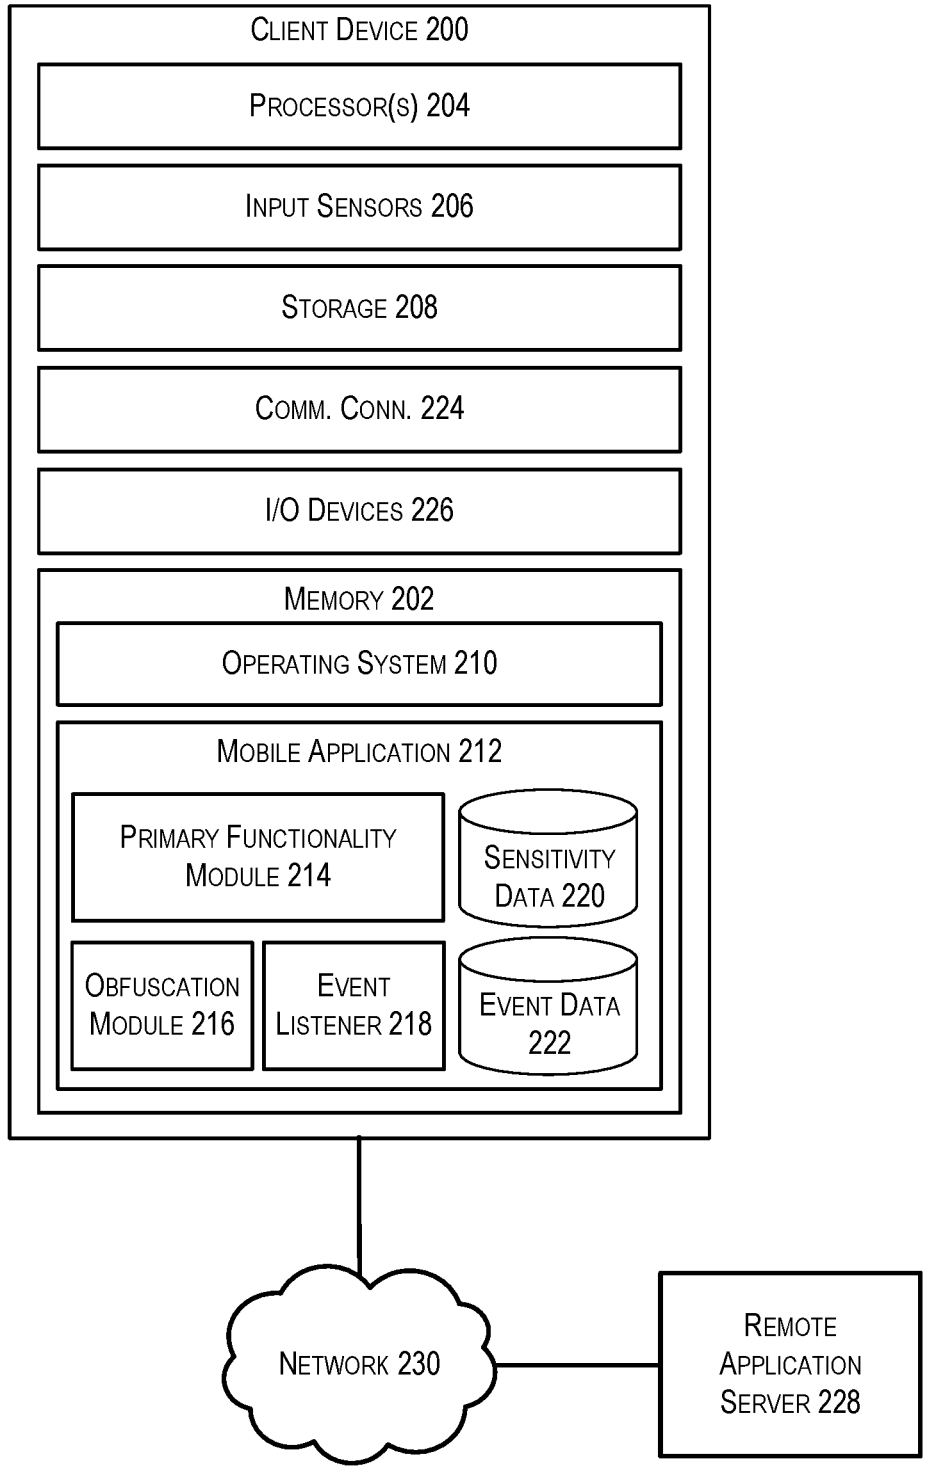 CLIENT DEVICE 200
PROCESSOR(S) 204
INPUT SENSORS 206
STORAGE 208
COMM. CONN. 224
I/O DEVICES 226
MEMORY 202
OPERATING SYSTEM 210
MOBILE APPLICATION 212
PRIMARY FUNCTIONALITY
MODULE 214
SENSITIVITY
DATA 220
OBFUSCATION
MODULE 216
EVENT
LISTENER 218
EVENT DATA
222
NETWORK 230
REMOTE
APPLICATION
SERVER 228